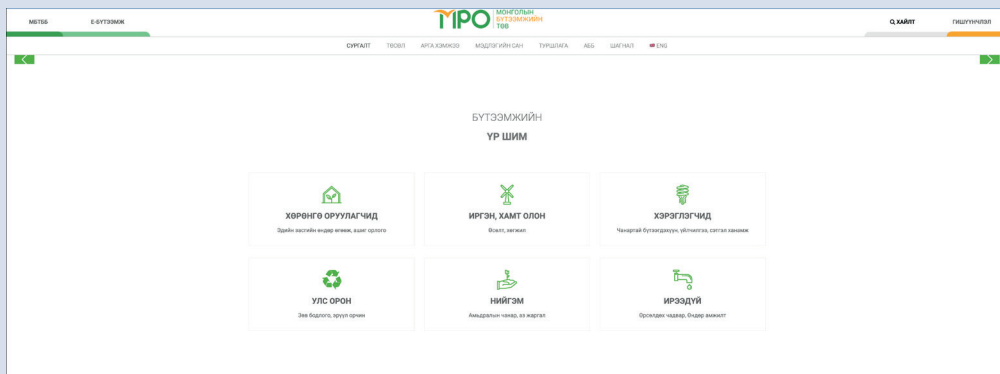 МБТББ
Е-БҮТЭЭМЖ
MPO
МОНГОЛЫН
БҮТЭЭМЖИЙН
ТӨВ
ХАЙЛТ
ГИШҮҮНЧЛЭЛ
СУРГАЛТ ТӨСӨЛ АРГА ХЭМЖЭЭ МЭДЛЭГИЙН САН ТУРШЛАГА АББ ШАГНАЛ ENG
БҮТЭЭМЖИЙН
ҮР ШИМ
ХӨРӨНГӨ ОРУУЛАГЧИД
Эдийн засгийн өндөр өгөөж, ашиг орлого
ИРГЭН, ХАМТ ОЛОН
Өсөлт, хөгжил
ХЭРЭГЛЭГЧИД
Чанартай бүтээгдэхүүн, үйлчилгээ, сэтгэл ханамж
УЛС ОРОН
Зөв бодлого, эрүүл орчин
НИЙГЭМ
Амьдралын чанар, аз жаргал
ИРЭЭДҮЙ
Өрсөлдөх чадвар, Өндөр амжилт